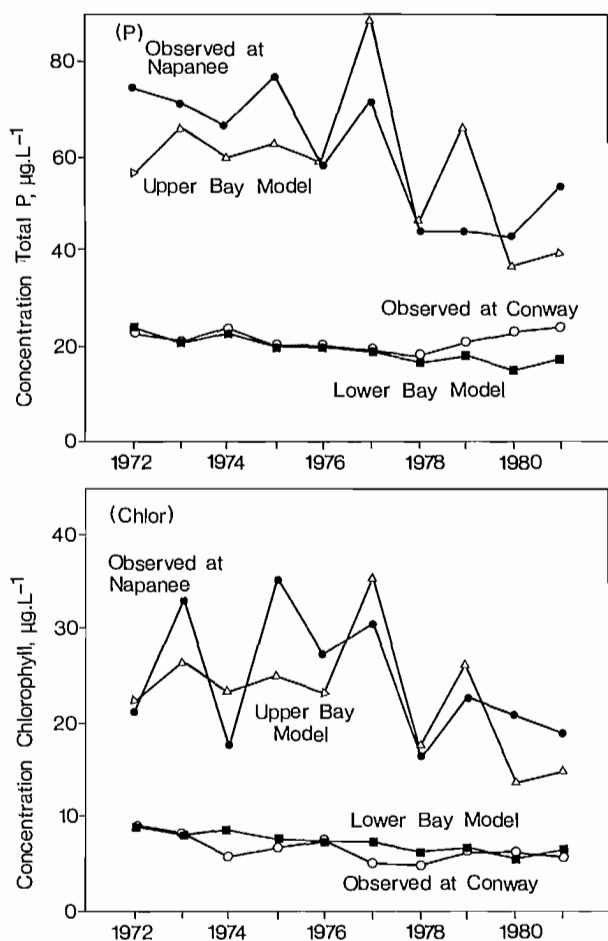 (P)
Observed at
Napanee
80
60
Upper Bay Model
40
Observed at Conway
20
Lower Bay Model
0
1972 1974 1976 1978 1980
Concentration Total P, µg.L⁻¹
(Chlor)
40
Observed at
Napanee
30
20
Upper Bay
Model
10
Lower Bay Model
Observed at Conway
0
1972 1974 1976 1978 1980
Concentration Chlorophyll, µg.L⁻¹